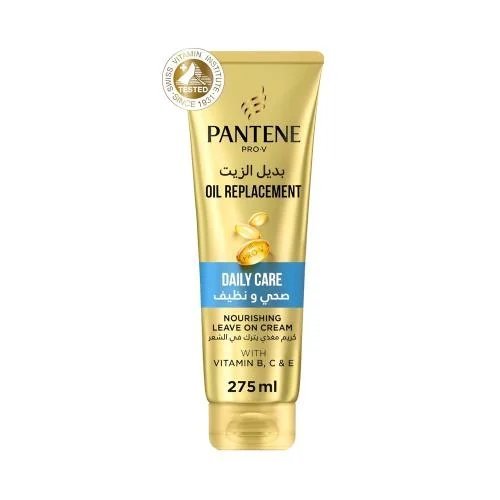 SWISS VITAMIN INSTITUTE
TESTED
SINCE 1931
PANTENE
PRO-V
بديل الزيت
OIL REPLACEMENT
PRO-V
DAILY CARE
صحي و نظيف
NOURISHING
LEAVE ON CREAM
كريم مغذي يترك في الشعر
WITH
VITAMIN B, C & E
275 ml